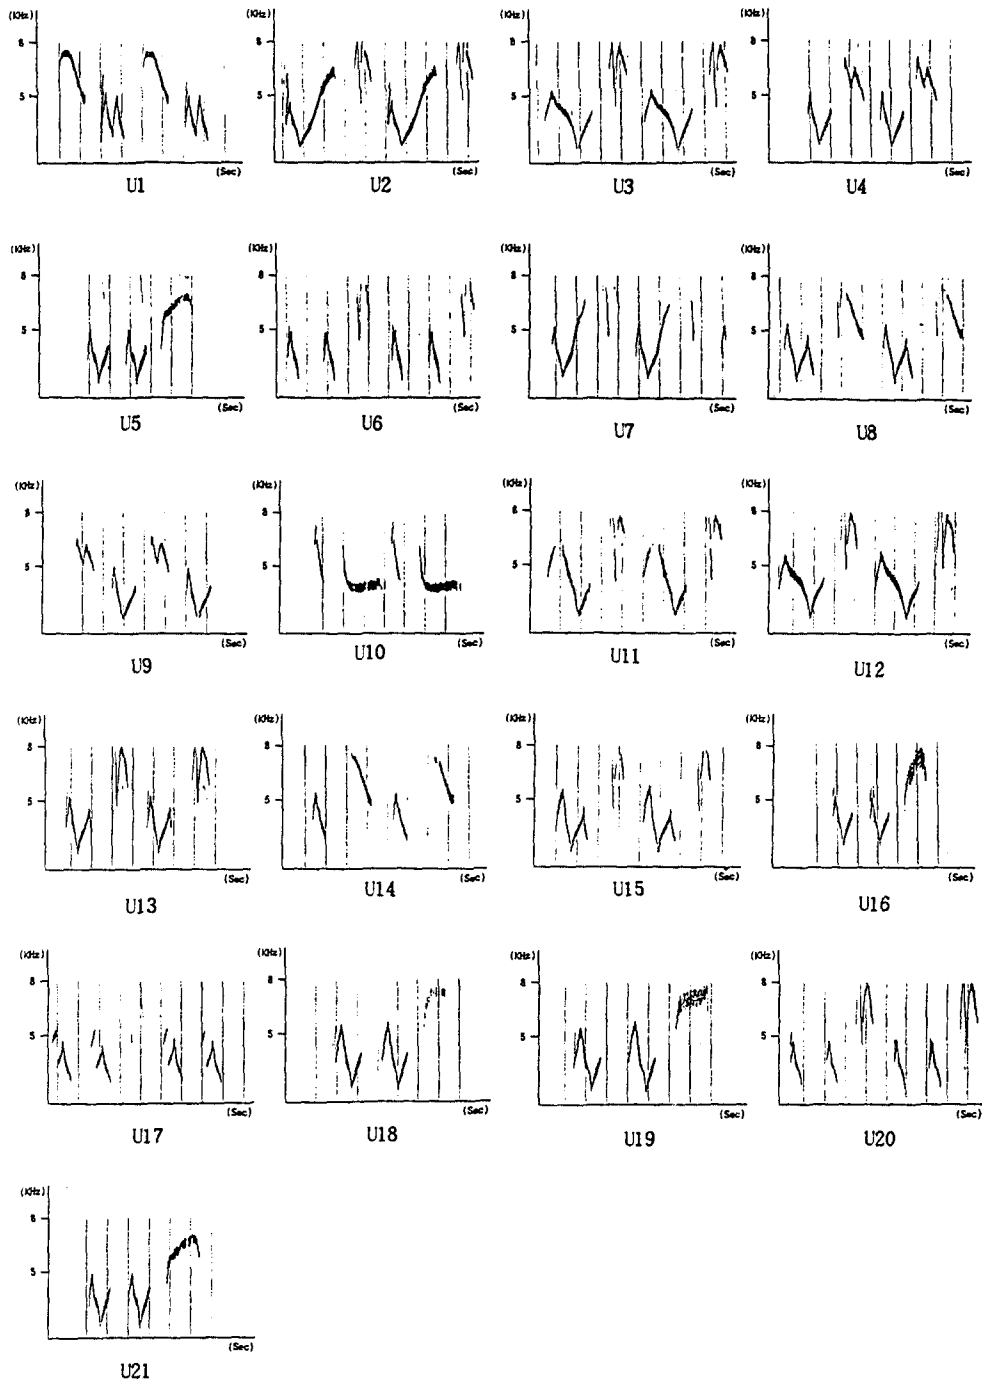 (KHz) (KHz) (KHz) (KHz)
8 8 8 8
5 5 5 5
(Sec) (Sec) (Sec) (Sec)
U1 U2 U3 U4
(KHz) (KHz) (KHz) (KHz)
8 8 8 8
5 5 5 5
(Sec) (Sec) (Sec) (Sec)
U5 U6 U7 U8
(KHz) (KHz) (KHz) (KHz)
8 8 8 8
5 5 5 5
(Sec) (Sec) (Sec) (Sec)
U9 U10 U11 U12
(KHz) (KHz) (KHz) (KHz)
8 8 8 8
5 5 5 5
(Sec) (Sec) (Sec) (Sec)
U13 U14 U15 U16
(KHz) (KHz) (KHz) (KHz)
8 8 8 8
5 5 5 5
(Sec) (Sec) (Sec) (Sec)
U17 U18 U19 U20
(KHz)
8
5
(Sec)
U21